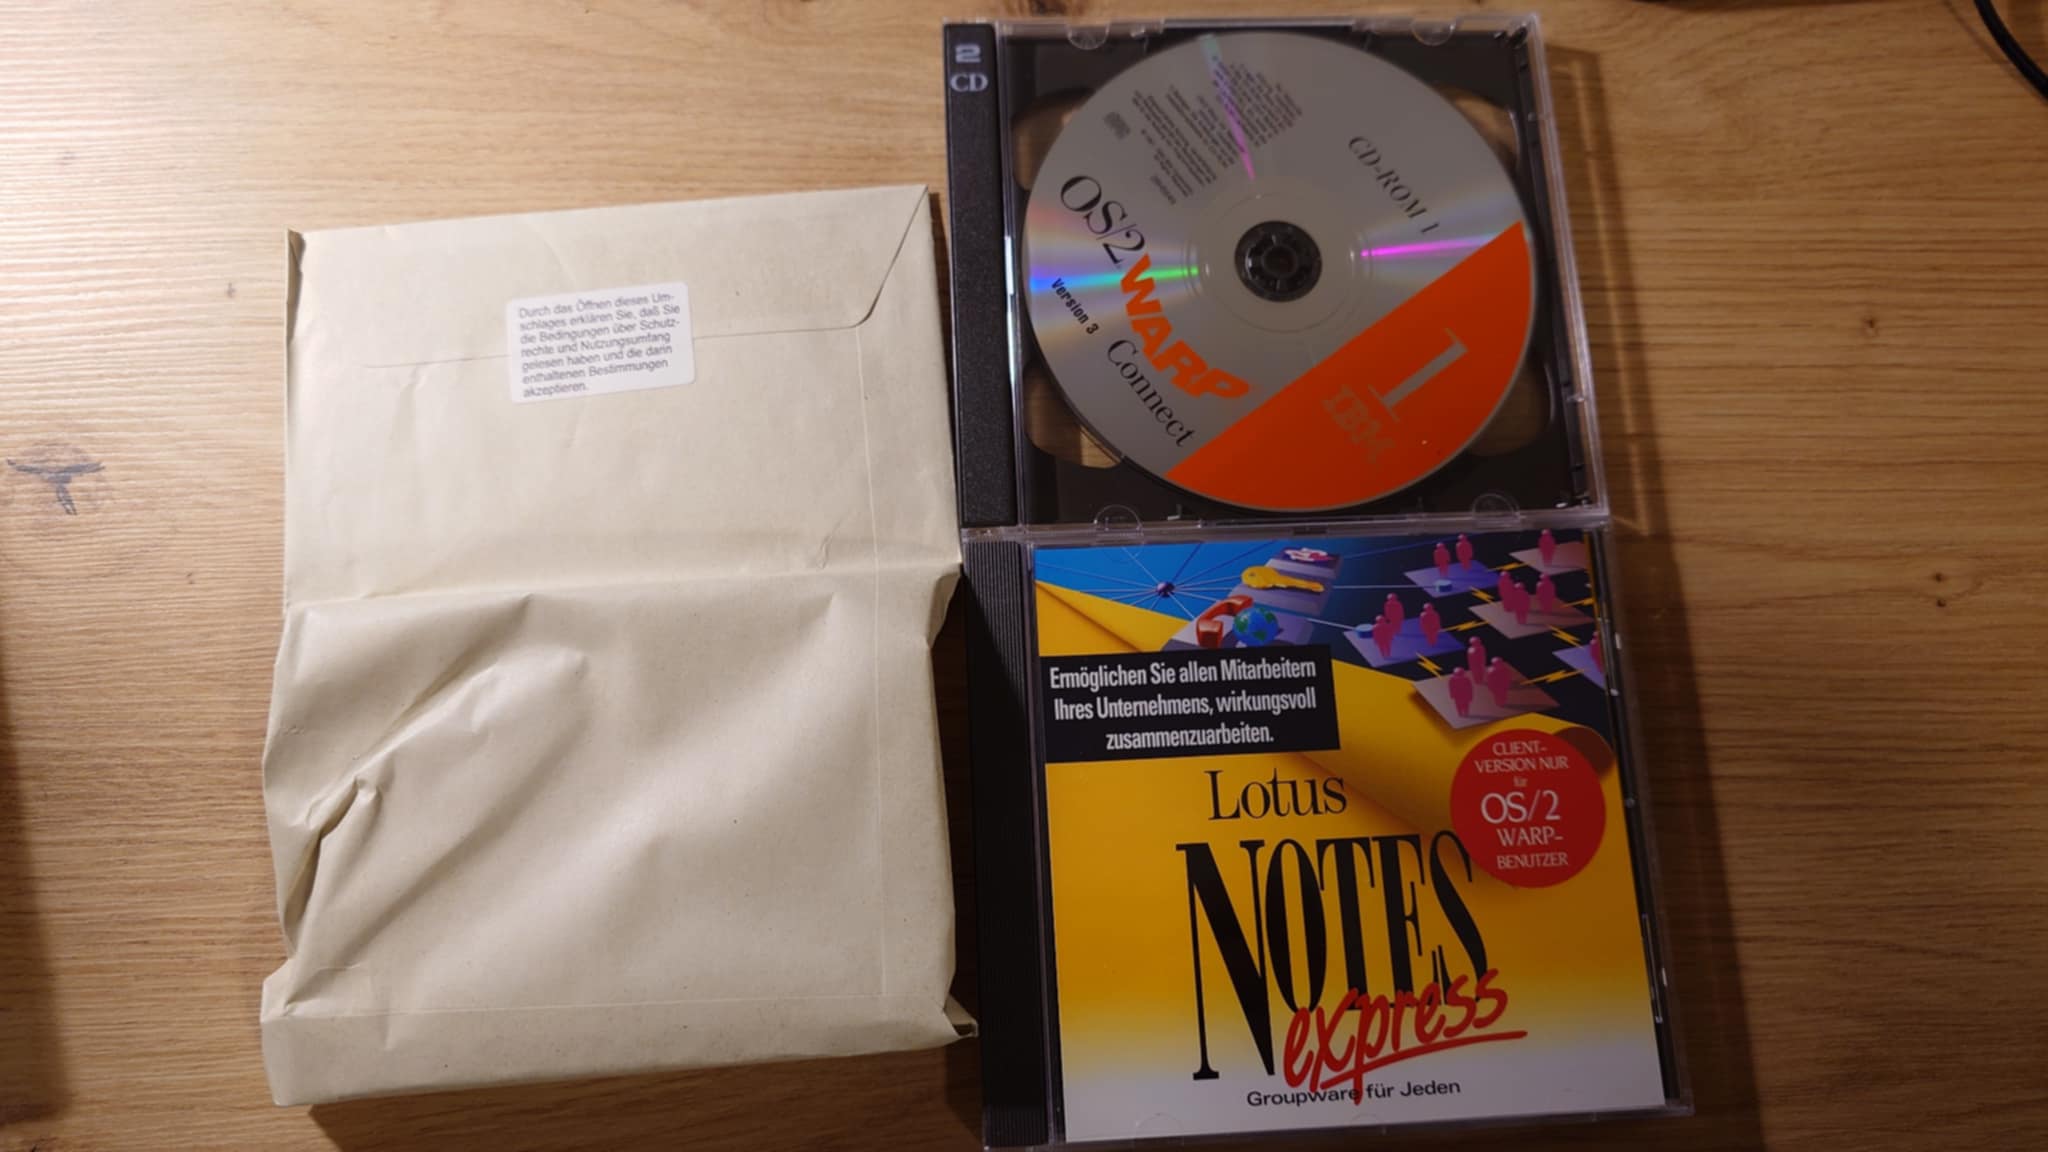 Durch das Öffnen dieses Um-
schlages erklären Sie, daß Sie
die Bedingungen über Schutz-
rechte und Nutzungsumfang
gelesen haben und die darin
enthaltenen Bestimmungen
akzeptieren.
2
CD
CD-ROM 1
OS/2
WARP
Version 3
Connect
1
IBM
Ermöglichen Sie allen Mitarbeitern
Ihres Unternehmens, wirkungsvoll
zusammenzuarbeiten.
CLIENT-
VERSION NUR
für
OS/2
WARP-
BENUTZER
Lotus
NOTES
express
Groupware für Jeden